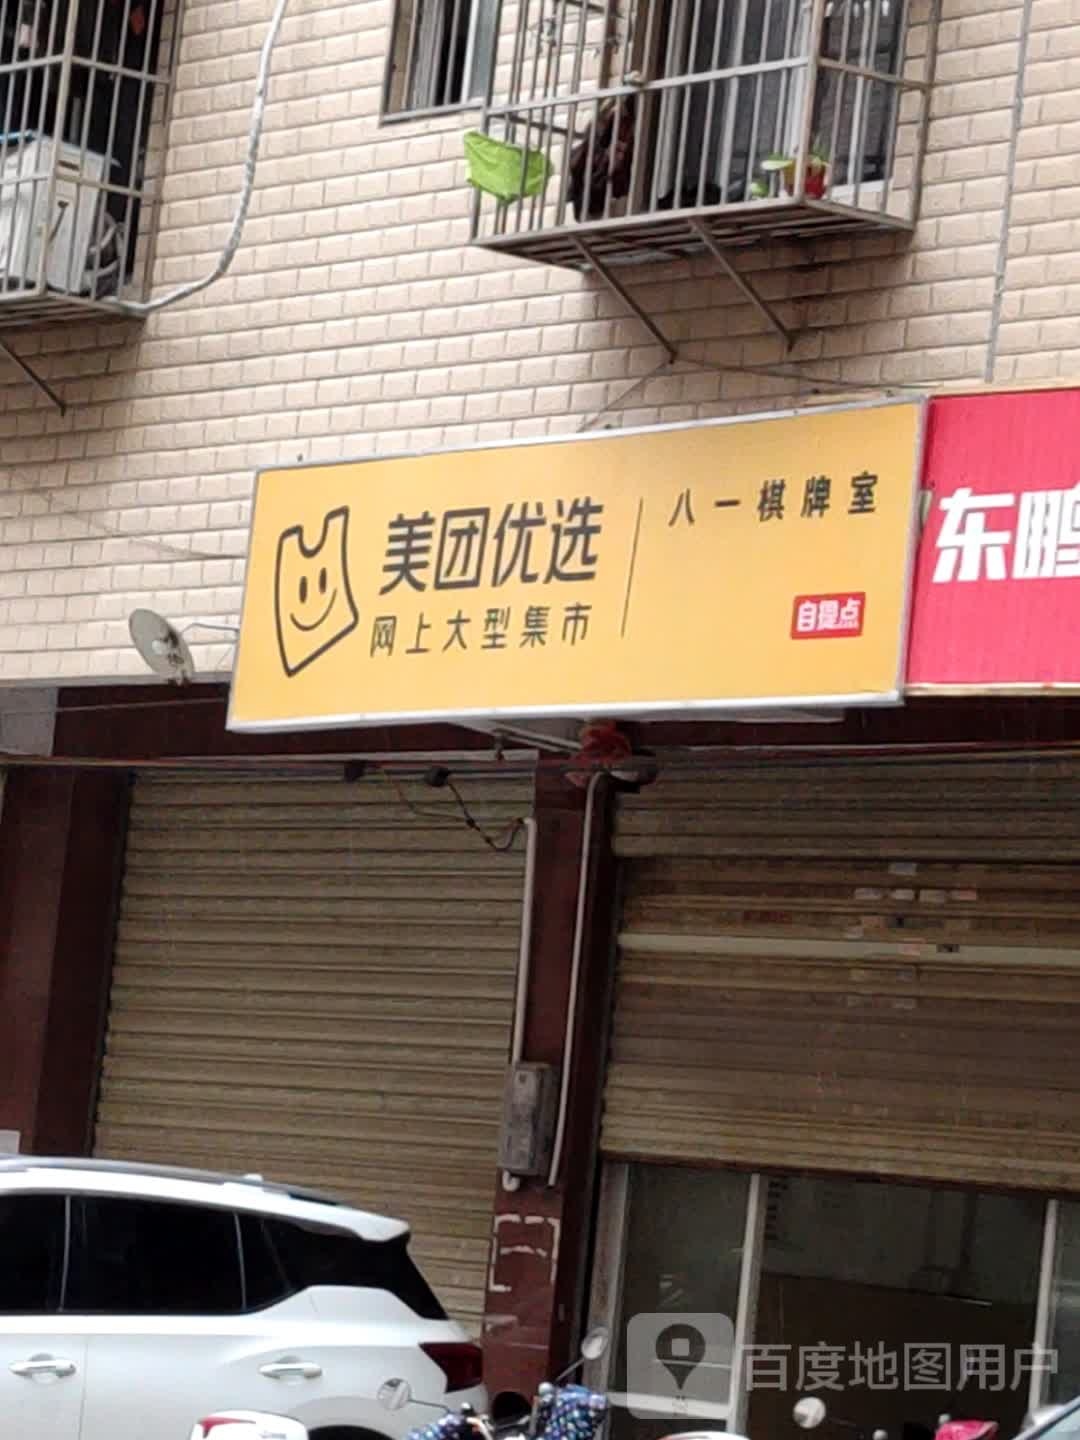 美团优选
网上大型集市
八一棋牌室
自提点
东鹏
百度地图用户